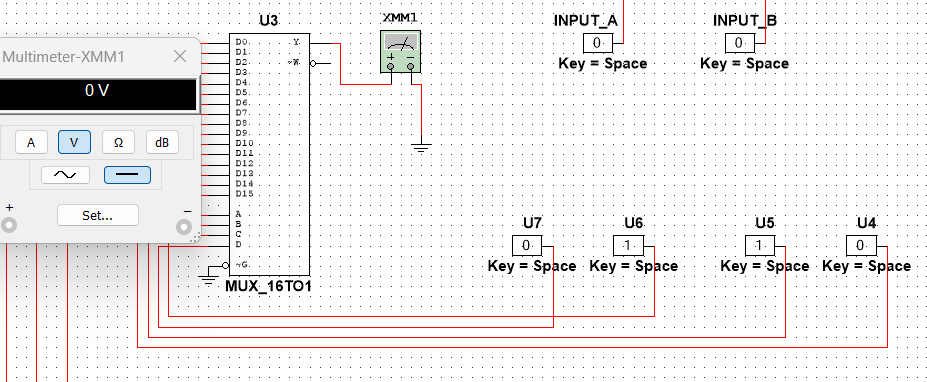 Multimeter-XMM1
0 V
A
V
Ω
dB
Set...
+
−
U3
D0
D1
D2
D3
D4
D5
D6
D7
D8
D9
D10
D11
D12
D13
D14
D15
A
B
C
D
~G
Y
~W
MUX_16TO1
XMM1
+ −
INPUT_A
0
Key = Space
INPUT_B
0
Key = Space
U7
0
Key = Space
U6
1
Key = Space
U5
1
Key = Space
U4
0
Key = Space